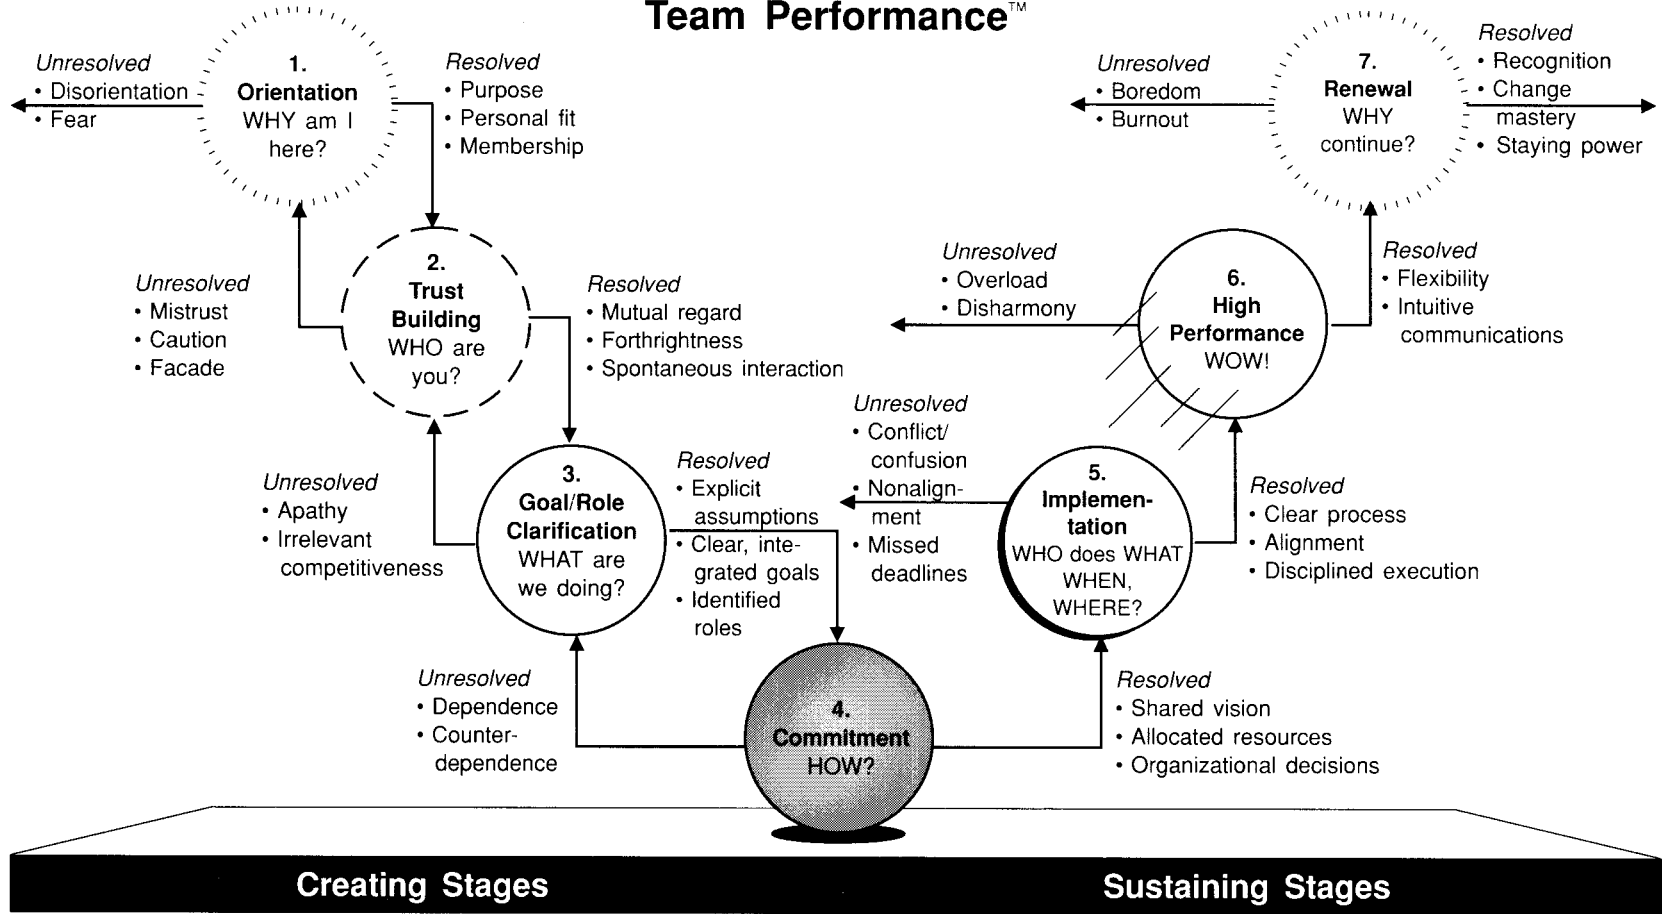 Team Performance™
Unresolved
• Disorientation
• Fear
1.
Orientation
WHY am I
here?
Resolved
• Purpose
• Personal fit
• Membership
Unresolved
• Mistrust
• Caution
• Facade
2.
Trust
Building
WHO are
you?
Resolved
• Mutual regard
• Forthrightness
• Spontaneous interaction
Unresolved
• Apathy
• Irrelevant
competitiveness
3.
Goal/Role
Clarification
WHAT are
we doing?
Resolved
• Explicit
assumptions
• Clear, inte-
grated goals
• Identified
roles
Unresolved
• Dependence
• Counter-
dependence
4.
Commitment
HOW?
Resolved
• Shared vision
• Allocated resources
• Organizational decisions
Unresolved
• Conflict/
confusion
• Nonalign-
ment
• Missed
deadlines
5.
Implemen-
tation
WHO does WHAT
WHEN,
WHERE?
Resolved
• Clear process
• Alignment
• Disciplined execution
Unresolved
• Overload
• Disharmony
6.
High
Performance
WOW!
Resolved
• Flexibility
• Intuitive
communications
Unresolved
• Boredom
• Burnout
7.
Renewal
WHY
continue?
Resolved
• Recognition
• Change
mastery
• Staying power
Creating Stages
Sustaining Stages